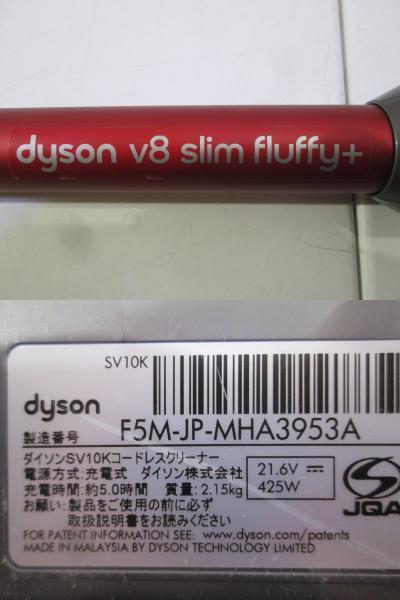 dyson v8 slim fluffy+
SV10K
dyson
製造番号 F5M-JP-MHA3953A
ダイソンSV10Kコードレスクリーナー
電源方式:充電式 ダイソン株式会社
充電時間:約5.0時間 質量:2.15kg
21.6V ⎓
425W
お願い:製品をご使用の前に必ず
取扱説明書をお読みください
JQA
FOR PATENT INFORMATION SEE: www.dyson.com/patents
MADE IN MALAYSIA BY DYSON TECHNOLOGY LIMITED